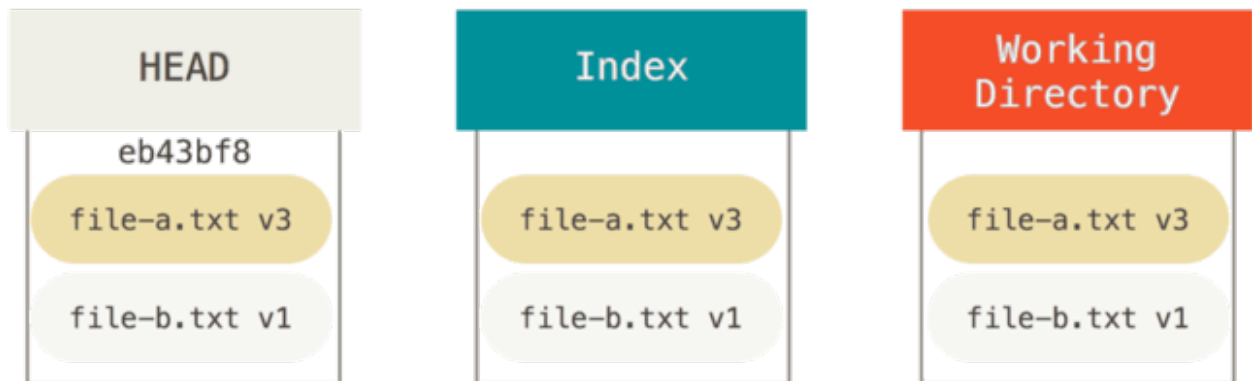 HEAD
Index
Working
Directory
eb43bf8
file-a.txt v3
file-a.txt v3
file-a.txt v3
file-b.txt v1
file-b.txt v1
file-b.txt v1